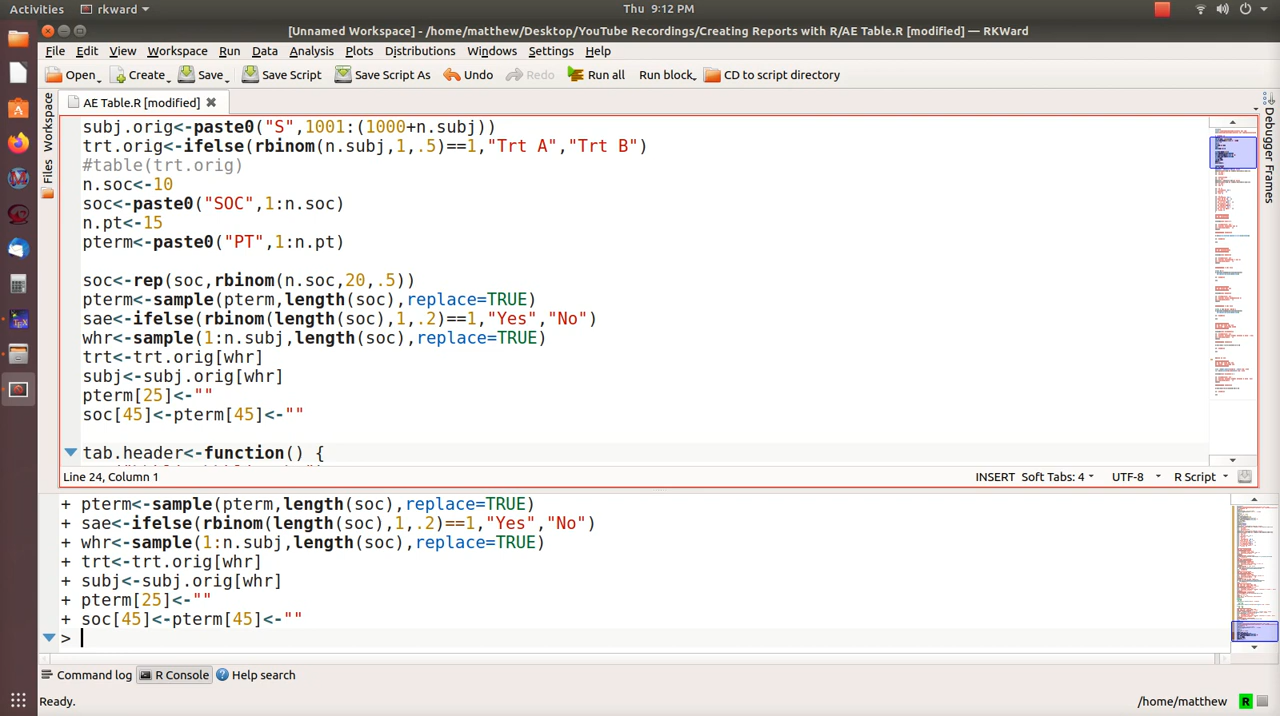 Activities rkward Thu 9:12 PM
[Unnamed Workspace] - /home/matthew/Desktop/YouTube Recordings/Creating Reports with R/AE Table.R [modified] — RKWard
File Edit View Workspace Run Data Analysis Plots Distributions Windows Settings Help
Open Create Save Save Script Save Script As Undo Redo Run all Run block CD to script directory
AE Table.R [modified]
Workspace
Files
Debugger Frames
subj.orig<-paste0("S",1001:(1000+n.subj))
trt.orig<-ifelse(rbinom(n.subj,1,.5)==1,"Trt A","Trt B")
#table(trt.orig)
n.soc<-10
soc<-paste0("SOC",1:n.soc)
n.pt<-15
pterm<-paste0("PT",1:n.pt)
soc<-rep(soc,rbinom(n.soc,20,.5))
pterm<-sample(pterm,length(soc),replace=TRUE)
sae<-ifelse(rbinom(length(soc),1,.2)==1,"Yes","No")
whr<-sample(1:n.subj,length(soc),replace=TRUE)
trt<-trt.orig[whr]
subj<-subj.orig[whr]
pterm[25]<-""
soc[45]<-pterm[45]<-""
tab.header<-function() {
Line 24, Column 1 INSERT Soft Tabs: 4 UTF-8 R Script
+ pterm<-sample(pterm,length(soc),replace=TRUE)
+ sae<-ifelse(rbinom(length(soc),1,.2)==1,"Yes","No")
+ whr<-sample(1:n.subj,length(soc),replace=TRUE)
+ trt<-trt.orig[whr]
+ subj<-subj.orig[whr]
+ pterm[25]<-""
+ soc[45]<-pterm[45]<-""
>
Command log R Console Help search
Ready. /home/matthew R